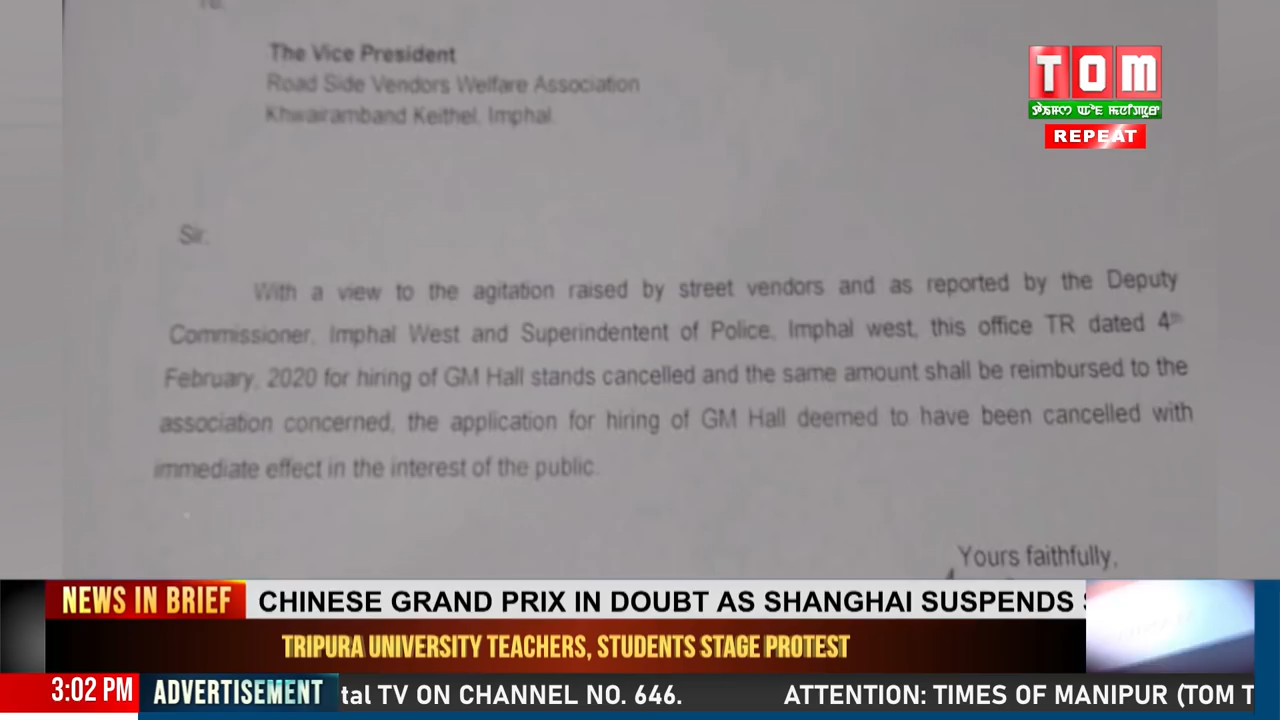 To,
The Vice President
Road Side Vendors Welfare Association
Khwairamband Keithel, Imphal.
TOM
REPEAT
Sir,
With a view to the agitation raised by street vendors and as reported by the Deputy
Commissioner, Imphal West and Superintendent of Police, Imphal west, this office TR dated 4th
February, 2020 for hiring of GM Hall stands cancelled and the same amount shall be reimbursed to the
association concerned, the application for hiring of GM Hall deemed to have been cancelled with
immediate effect in the interest of the public.
Yours faithfully,
NEWS IN BRIEF
CHINESE GRAND PRIX IN DOUBT AS SHANGHAI SUSPENDS
TRIPURA UNIVERSITY TEACHERS, STUDENTS STAGE PROTEST
3:02 PM
ADVERTISEMENT
tal TV ON CHANNEL NO. 646. ATTENTION: TIMES OF MANIPUR (TOM T